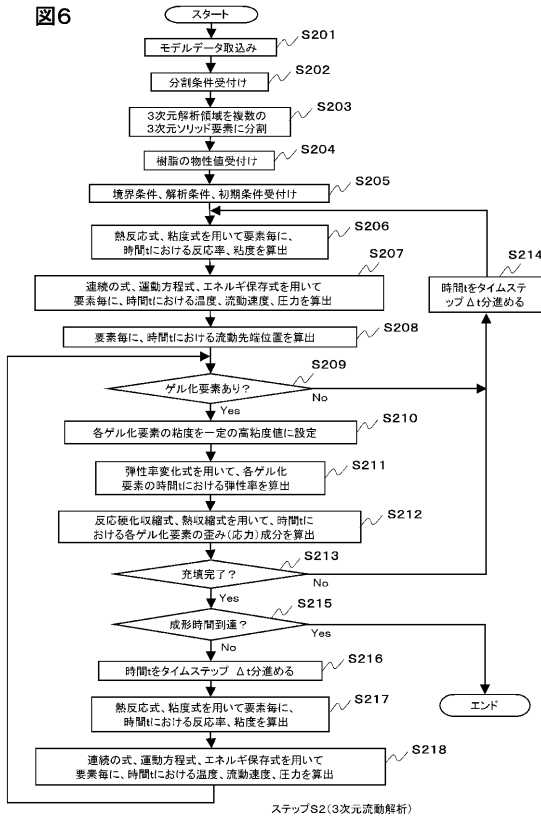 図6
スタート
S201
モデルデータ取込み
S202
分割条件受付け
S203
3次元解析領域を複数の
3次元ソリッド要素に分割
S204
樹脂の物性値受付け
S205
境界条件、解析条件、初期条件受付け
S206
熱反応式、粘度式を用いて要素毎に、
時間tにおける反応率、粘度を算出
S207
連続の式、運動方程式、エネルギ保存式を用いて
要素毎に、時間tにおける温度、流動速度、圧力を算出
S214
時間tをタイムステ
ップΔt分進める
S208
要素毎に、時間tにおける流動先端位置を算出
S209
ゲル化要素あり?
No
Yes
S210
各ゲル化要素の粘度を一定の高粘度値に設定
S211
弾性率変化式を用いて、各ゲル化
要素の時間tにおける弾性率を算出
S212
反応硬化収縮式、熱収縮式を用いて、時間tに
おける各ゲル化要素の歪み(応力)成分を算出
S213
充填完了?
No
Yes
S215
成形時間到達?
Yes
No
S216
時間tをタイムステップ Δt分進める
S217
熱反応式、粘度式を用いて要素毎に、
時間tにおける反応率、粘度を算出
エンド
S218
連続の式、運動方程式、エネルギ保存式を用いて
要素毎に、時間tにおける温度、流動速度、圧力を算出
ステップS2(3次元流動解析)